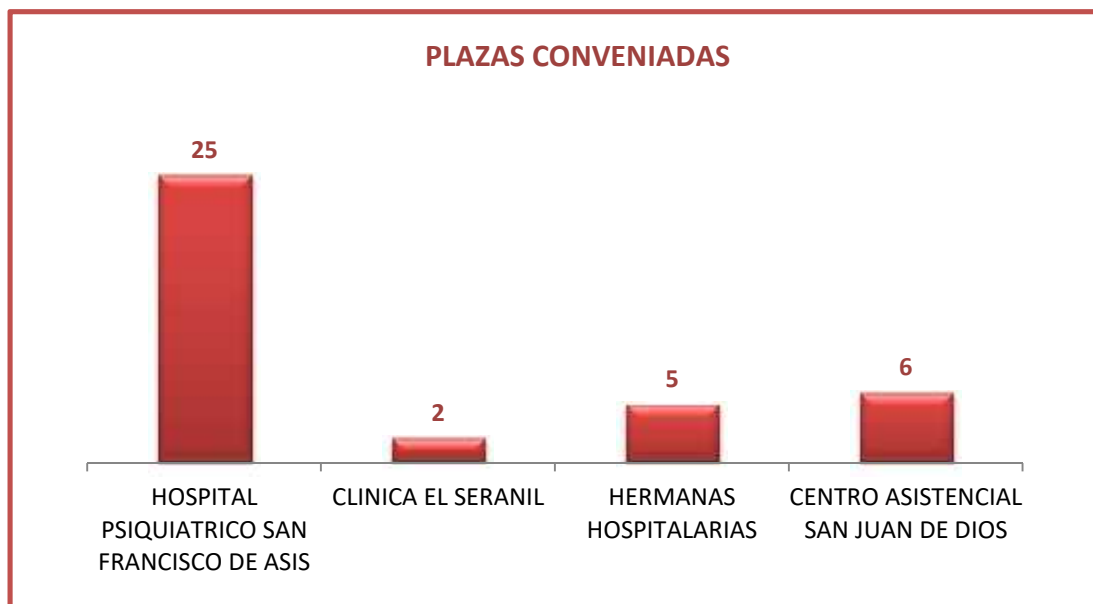 PLAZAS CONVENIADAS
25
2
5
6
HOSPITAL
PSIQUIATRICO SAN
FRANCISCO DE ASIS
CLINICA EL SERANIL
HERMANAS
HOSPITALARIAS
CENTRO ASISTENCIAL
SAN JUAN DE DIOS